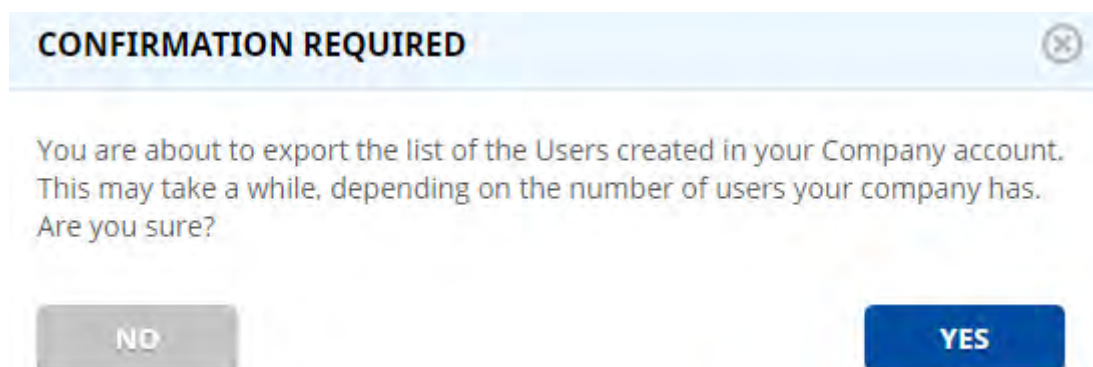 CONFIRMATION REQUIRED
You are about to export the list of the Users created in your Company account.
This may take a while, depending on the number of users your company has.
Are you sure?
NO
YES